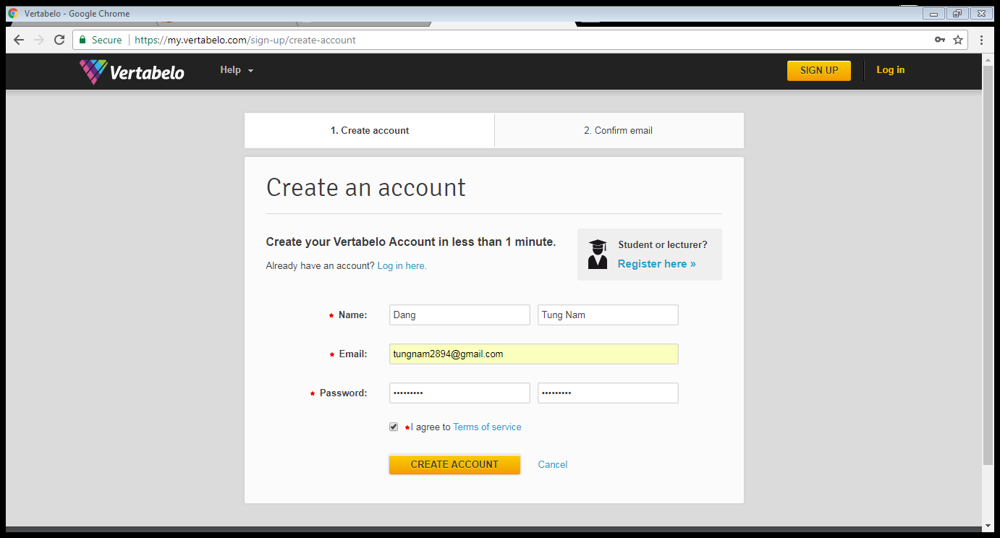 Vertabelo - Google Chrome
Secure https://my.vertabelo.com/sign-up/create-account
Vertabelo Help SIGN UP Log in
1. Create account 2. Confirm email
Create an account
Create your Vertabelo Account in less than 1 minute.
Already have an account? Log in here.
Student or lecturer?
Register here »
* Name: Dang Tung Nam
* Email: tungnam2894@gmail.com
* Password: ••••••••• •••••••••
*I agree to Terms of service
CREATE ACCOUNT Cancel